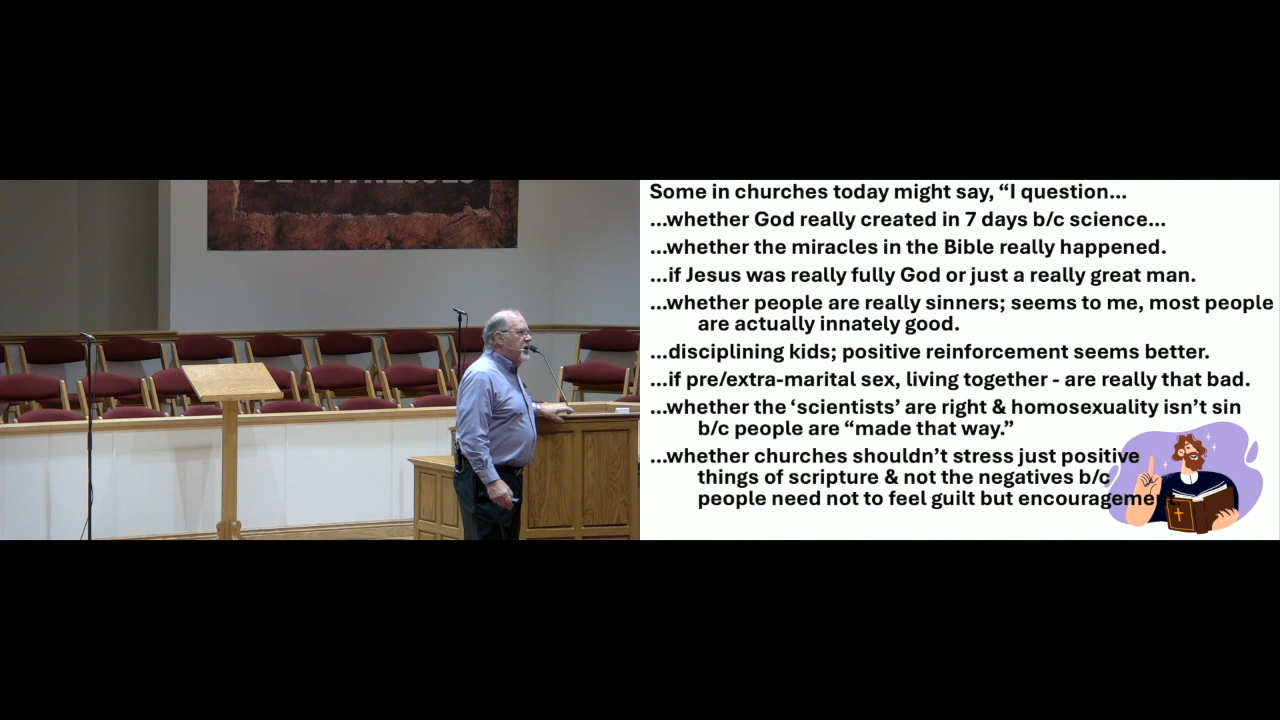 Some in churches today might say, “I question...
...whether God really created in 7 days b/c science...
...whether the miracles in the Bible really happened.
...if Jesus was really fully God or just a really great man.
...whether people are really sinners; seems to me, most people
are actually innately good.
...disciplining kids; positive reinforcement seems better.
...if pre/extra-marital sex, living together - are really that bad.
...whether the ‘scientists’ are right & homosexuality isn’t sin
b/c people are “made that way.”
...whether churches shouldn’t stress just positive
things of scripture & not the negatives b/c
people need not to feel guilt but encouragement